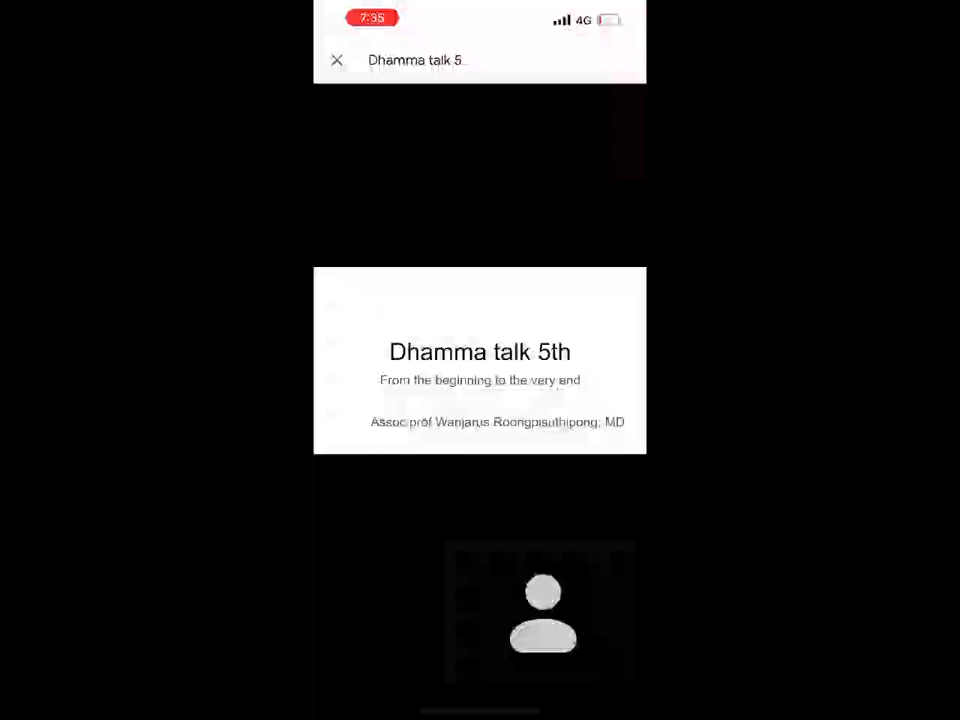 7:35
4G
Dhamma talk 5
Dhamma talk 5th
From the beginning to the very end
Assoc prof Wanjarus Roongpisuthipong, MD